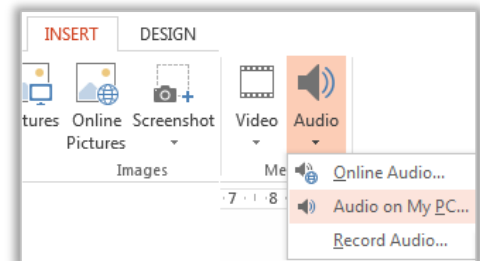 INSERT DESIGN
tures Online Screenshot Video Audio
Pictures
Images Me
Online Audio...
7 8 Audio on My PC...
Record Audio...